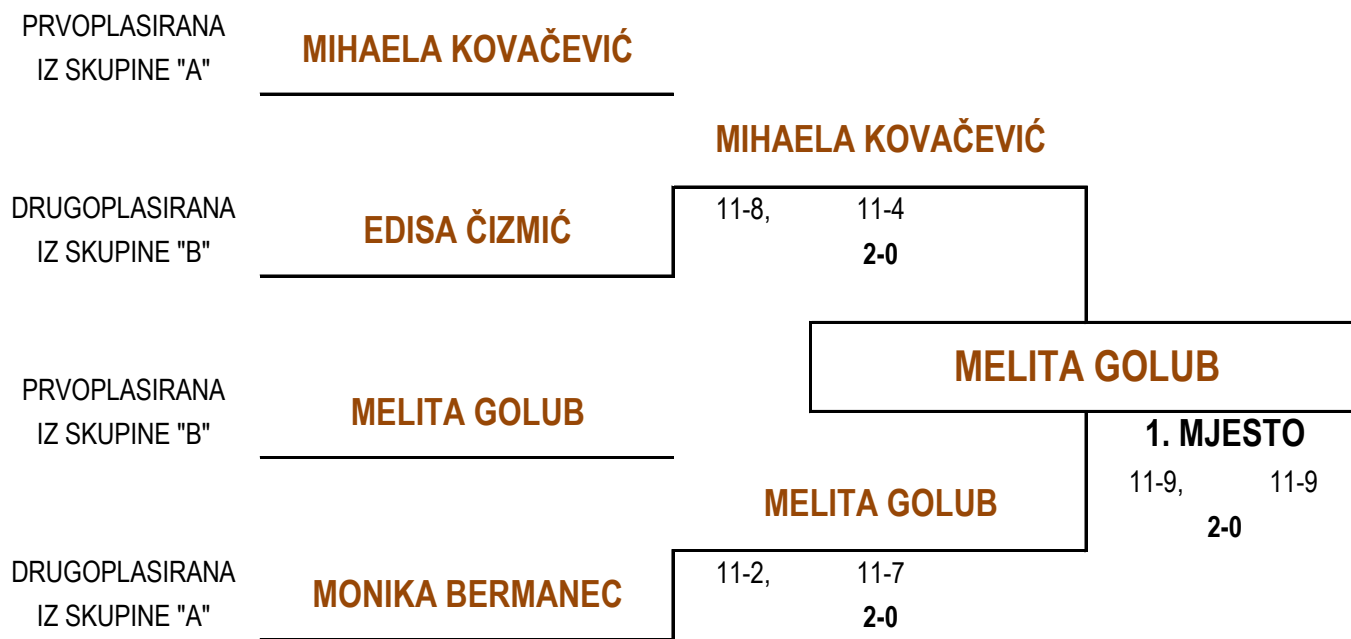 PRVOPLASIRANA
IZ SKUPINE "A"
MIHAELA KOVAČEVIĆ
MIHAELA KOVAČEVIĆ
DRUGOPLASIRANA
IZ SKUPINE "B"
EDISA ČIZMIĆ
11-8, 11-4
2-0
MELITA GOLUB
1. MJESTO
11-9, 11-9
2-0
PRVOPLASIRANA
IZ SKUPINE "B"
MELITA GOLUB
MELITA GOLUB
DRUGOPLASIRANA
IZ SKUPINE "A"
MONIKA BERMANEC
11-2, 11-7
2-0